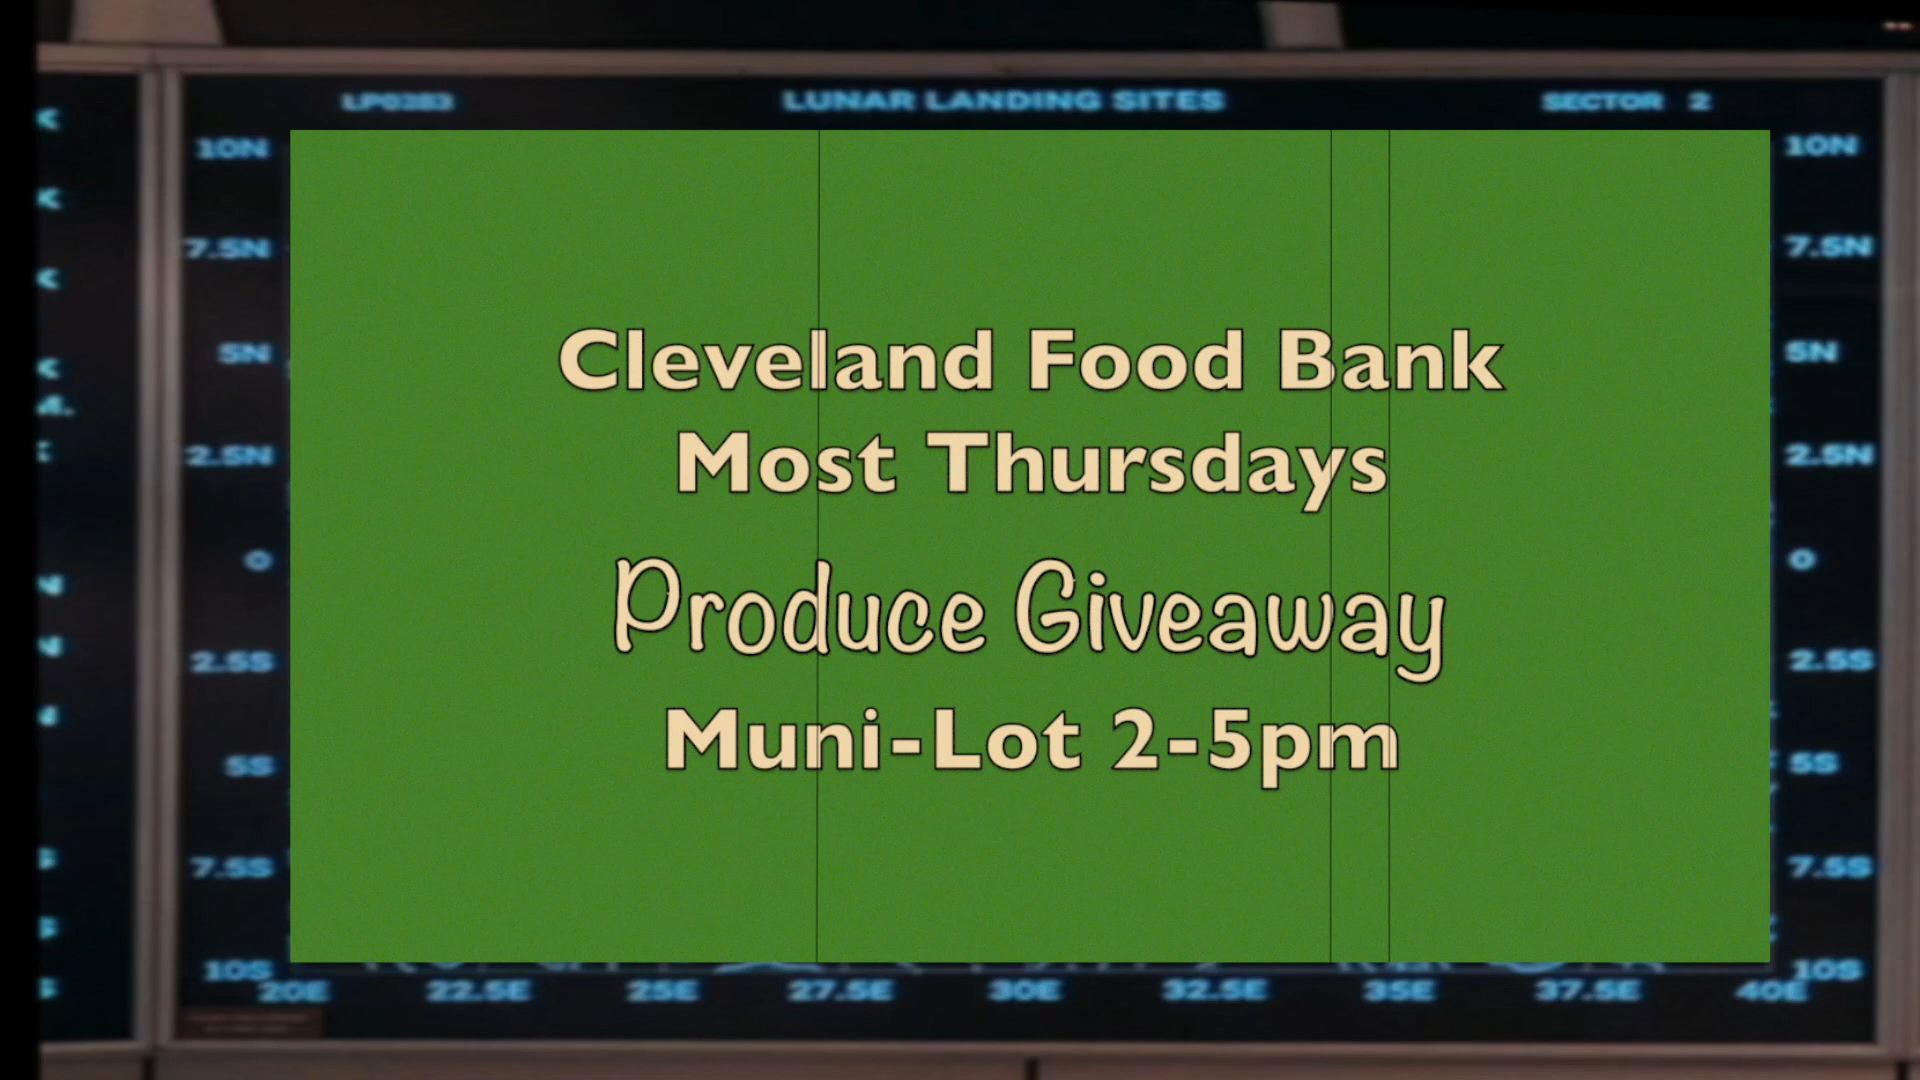 LP0283 LUNAR LANDING SITES SECTOR 2
10N 10N
7.5N 7.5N
5N 5N
2.5N 2.5N
0 0
2.5S 2.5S
5S 5S
7.5S 7.5S
10S 10S
20E 22.5E 25E 27.5E 30E 32.5E 35E 37.5E 40E
Cleveland Food Bank
Most Thursdays
Produce Giveaway
Muni-Lot 2-5pm